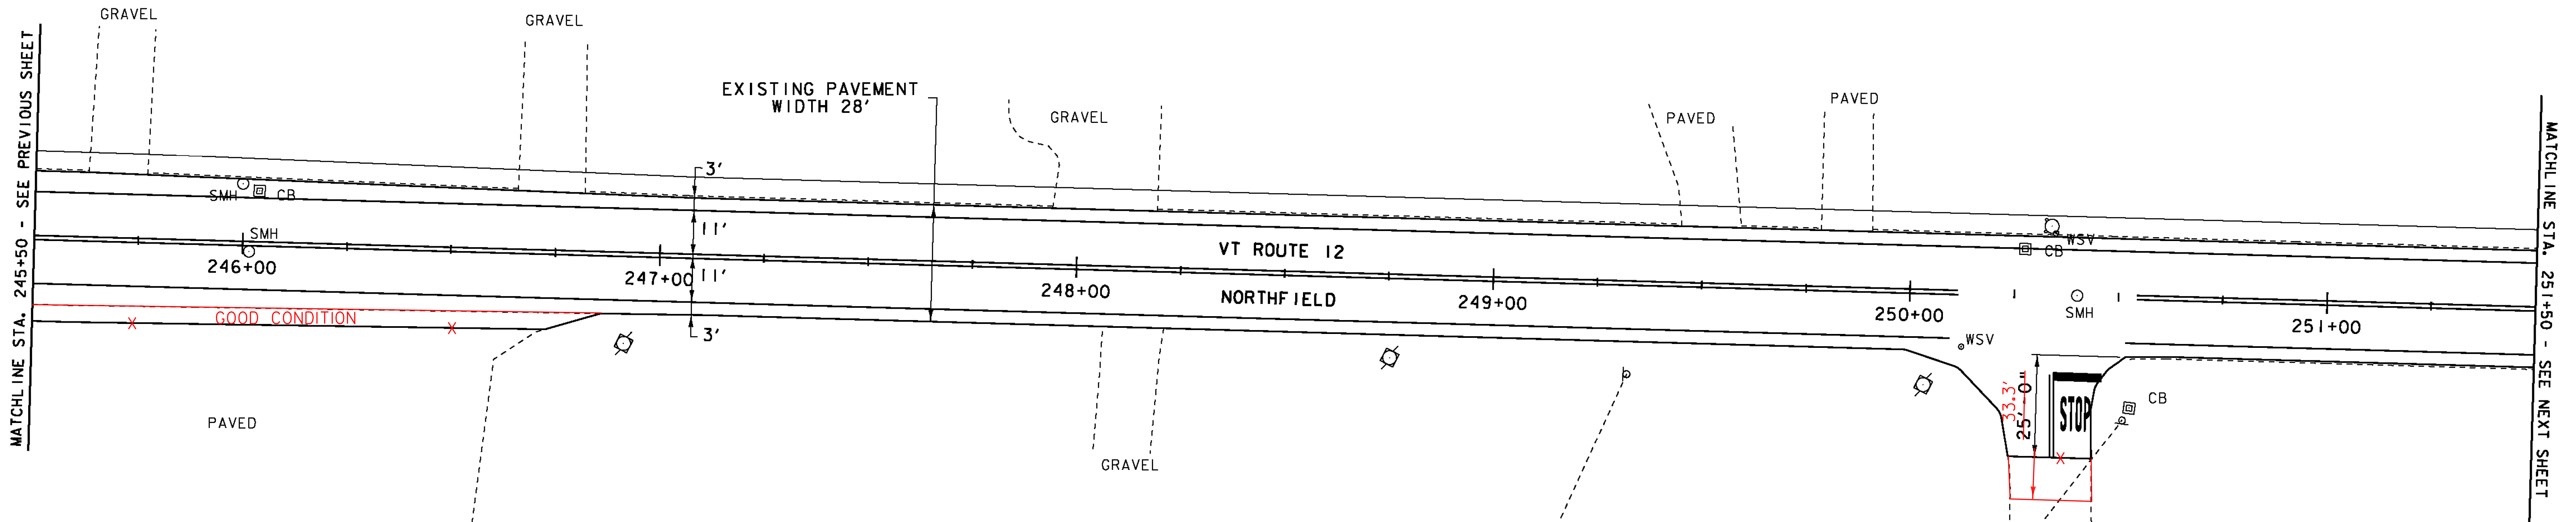 GRAVEL
GRAVEL
EXISTING PAVEMENT
WIDTH 28'
GRAVEL
PAVED
PAVED
MATCHLINE STA. 245+50 - SEE PREVIOUS SHEET
MATCHLINE STA. 251+50 - SEE NEXT SHEET
3'
SMH
CB
11'
SMH
VT ROUTE 12
WSV
CB
246+00
247+00
11'
248+00
NORTHFIELD
249+00
250+00
SMH
251+00
GOOD CONDITION
3'
WSV
33.3'
25'-0"
STOP
CB
PAVED
GRAVEL